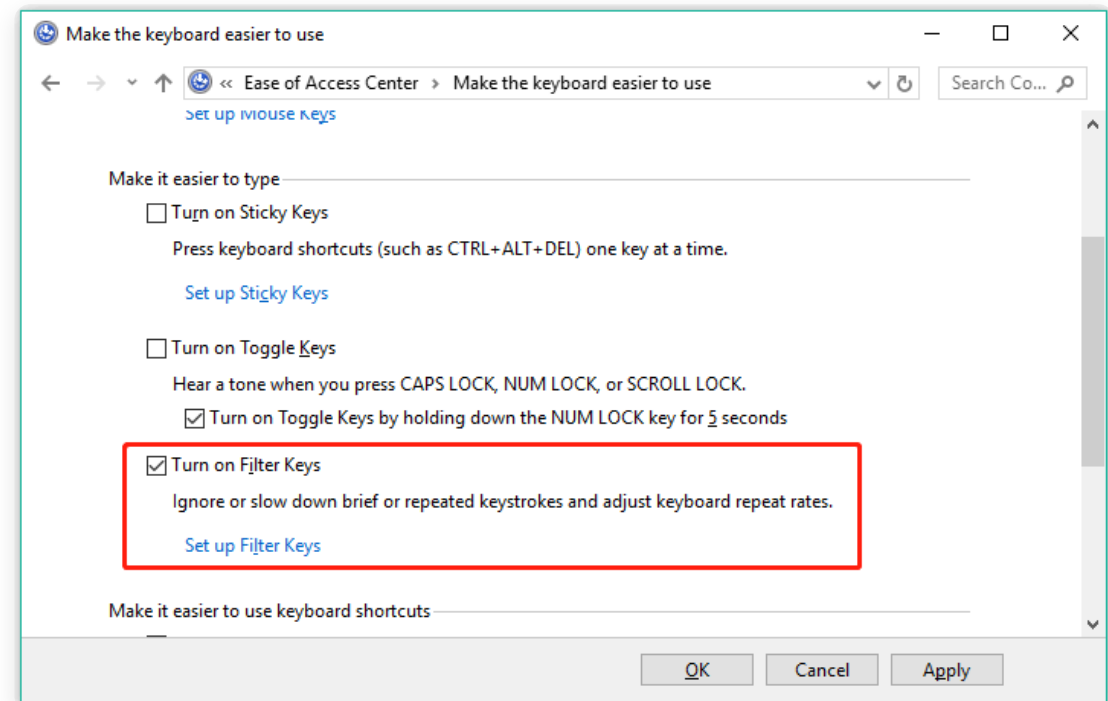 Make the keyboard easier to use
« Ease of Access Center › Make the keyboard easier to use
Search Co...
Set up Mouse Keys
Make it easier to type
Turn on Sticky Keys
Press keyboard shortcuts (such as CTRL+ALT+DEL) one key at a time.
Set up Sticky Keys
Turn on Toggle Keys
Hear a tone when you press CAPS LOCK, NUM LOCK, or SCROLL LOCK.
Turn on Toggle Keys by holding down the NUM LOCK key for 5 seconds
Turn on Filter Keys
Ignore or slow down brief or repeated keystrokes and adjust keyboard repeat rates.
Set up Filter Keys
Make it easier to use keyboard shortcuts
OK
Cancel
Apply